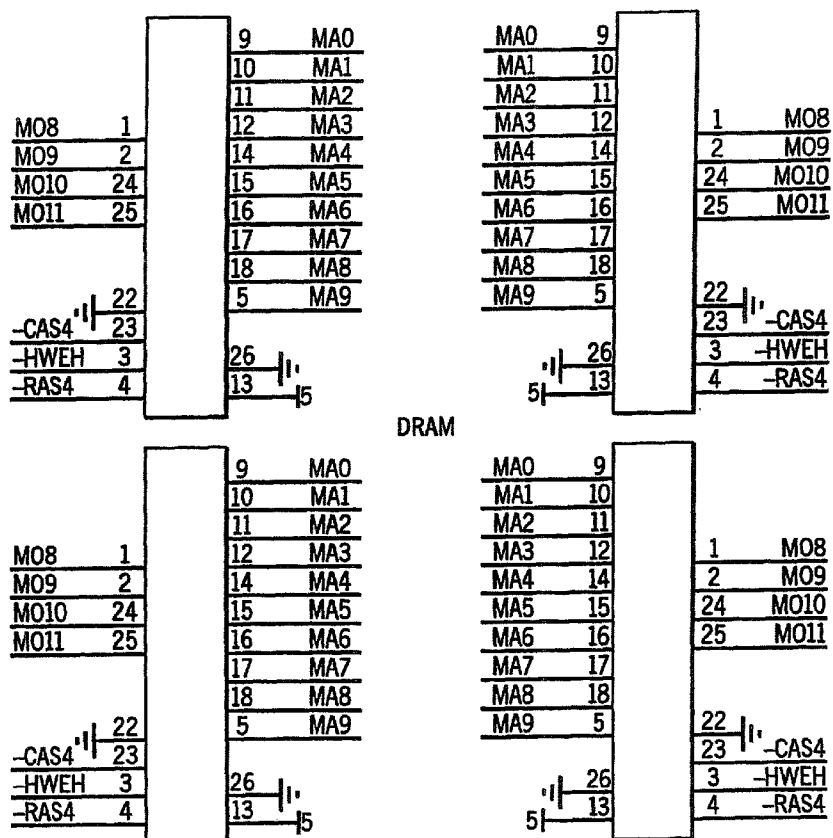 9 MA0
10 MA1
11 MA2
12 MA3
14 MA4
15 MA5
16 MA6
17 MA7
18 MA8
5 MA9
MO8 1
MO9 2
MO10 24
MO11 25
22
-CAS4 23
-HWEH 3
-RAS4 4
26
13 5
MA0 9
MA1 10
MA2 11
MA3 12
MA4 14
MA5 15
MA6 16
MA7 17
MA8 18
MA9 5
1 MO8
2 MO9
24 MO10
25 MO11
22
23 -CAS4
3 -HWEH
4 -RAS4
26
5 13
DRAM
9 MA0
10 MA1
11 MA2
12 MA3
14 MA4
15 MA5
16 MA6
17 MA7
18 MA8
5 MA9
MO8 1
MO9 2
MO10 24
MO11 25
22
-CAS4 23
-HWEH 3
-RAS4 4
26
13 5
MA0 9
MA1 10
MA2 11
MA3 12
MA4 14
MA5 15
MA6 16
MA7 17
MA8 18
MA9 5
1 MO8
2 MO9
24 MO10
25 MO11
22
23 -CAS4
3 -HWEH
4 -RAS4
26
5 13